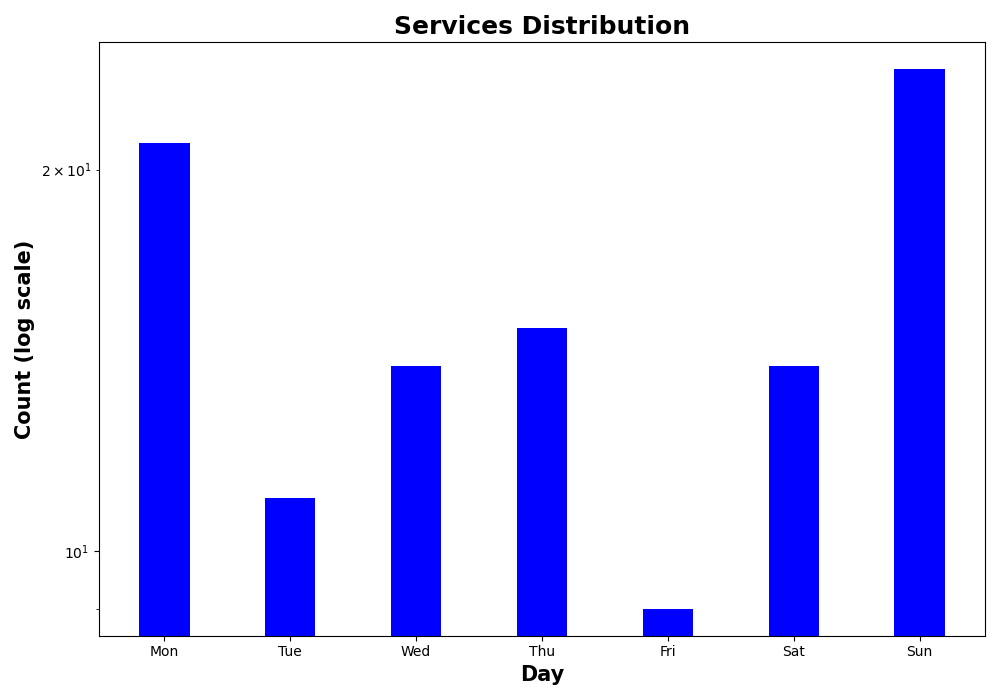 Services Distribution
Count (log scale)
2 × 10¹
10¹
Mon Tue Wed Thu Fri Sat Sun
Day